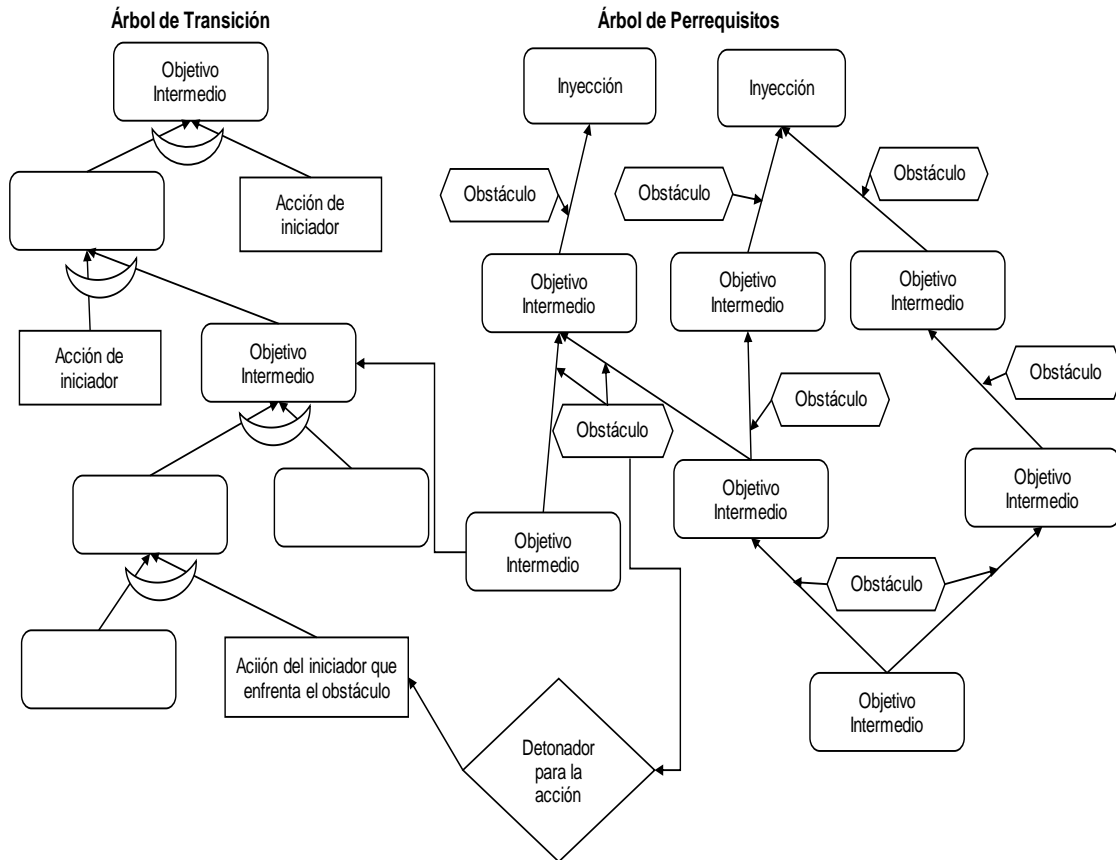 Árbol de Transición
Árbol de Perrequisitos
Objetivo
Intermedio
Inyección
Inyección
Obstáculo
Obstáculo
Obstáculo
Acción de
iniciador
Objetivo
Intermedio
Objetivo
Intermedio
Objetivo
Intermedio
Acción de
iniciador
Objetivo
Intermedio
Obstáculo
Obstáculo
Obstáculo
Objetivo
Intermedio
Objetivo
Intermedio
Objetivo
Intermedio
Obstáculo
Aciión del iniciador que
enfrenta el obstáculo
Objetivo
Intermedio
Detonador
para la
acción